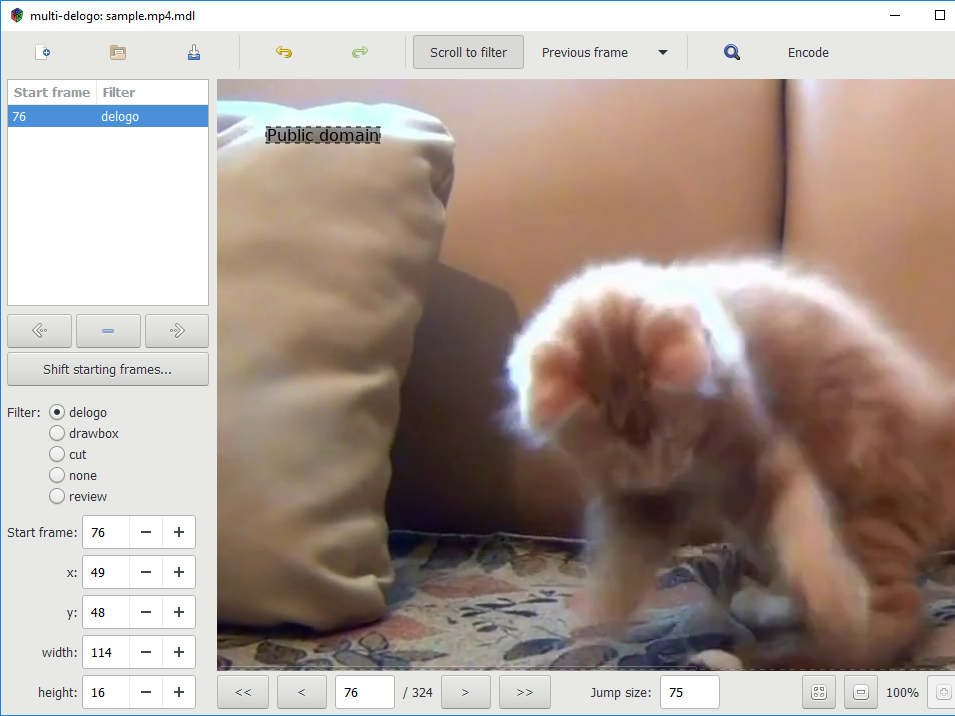 multi-delogo: sample.mp4.mdl
Scroll to filter Previous frame Encode
Start frame Filter
76 delogo
Public domain
Shift starting frames...
Filter: delogo
drawbox
cut
none
review
Start frame: 76
x: 49
y: 48
width: 114
height: 16
<< < 76 / 324 > >> Jump size: 75 100%